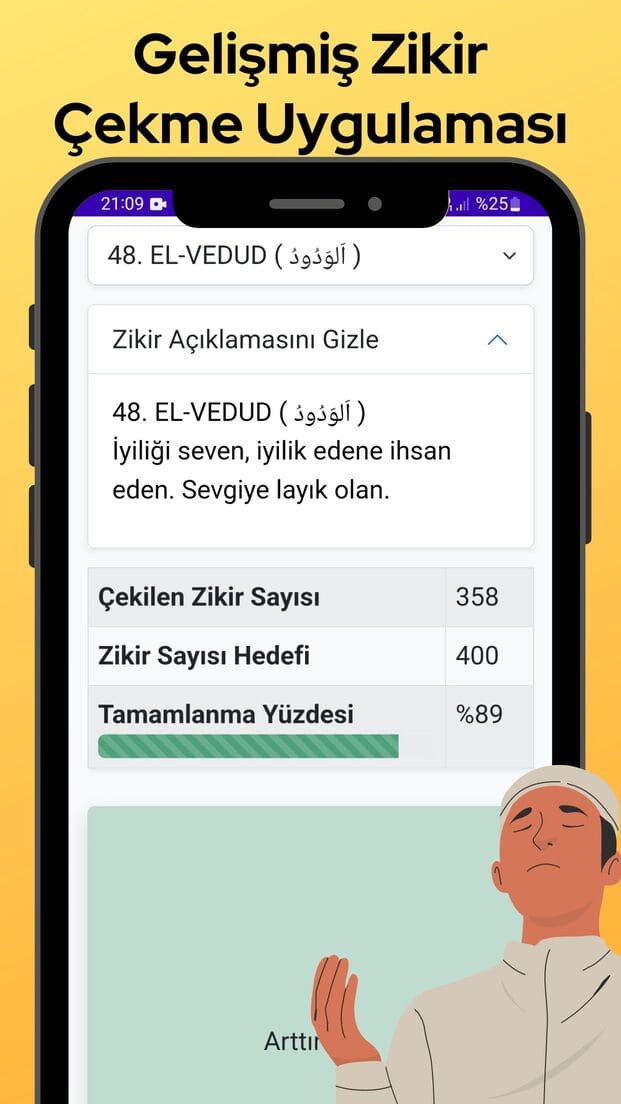 Gelişmiş Zikir
Çekme Uygulaması
21:09 %25
48. EL-VEDUD ( اَلوَدُودُ )
Zikir Açıklamasını Gizle
48. EL-VEDUD ( اَلوَدُودُ )
İyiliği seven, iyilik edene ihsan
eden. Sevgiye layık olan.
Çekilen Zikir Sayısı 358
Zikir Sayısı Hedefi 400
Tamamlanma Yüzdesi %89